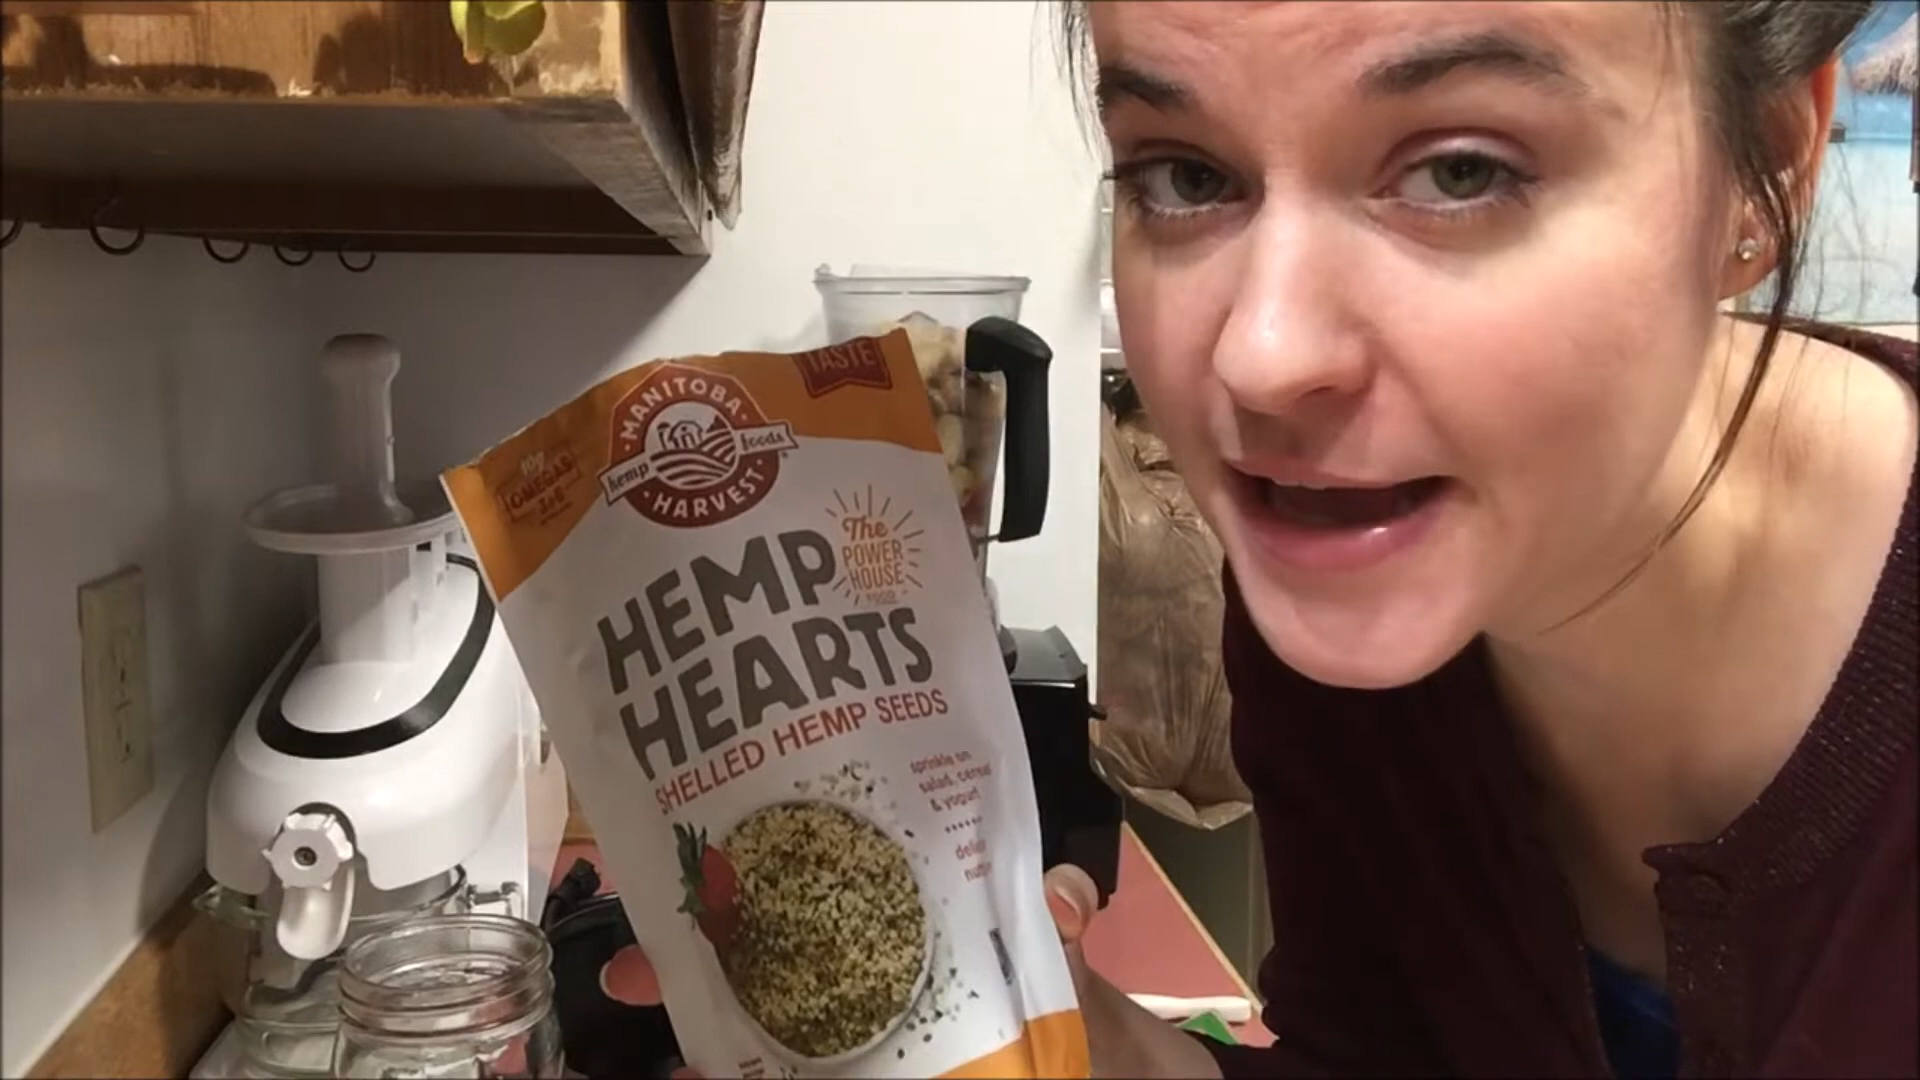 TASTE
MANITOBA
hemp foods
HARVEST
10g
OMEGAS
3&6
The
POWER
HOUSE
FOOD
HEMP
HEARTS
SHELLED HEMP SEEDS
sprinkle on
salad, cereal
& yogurt